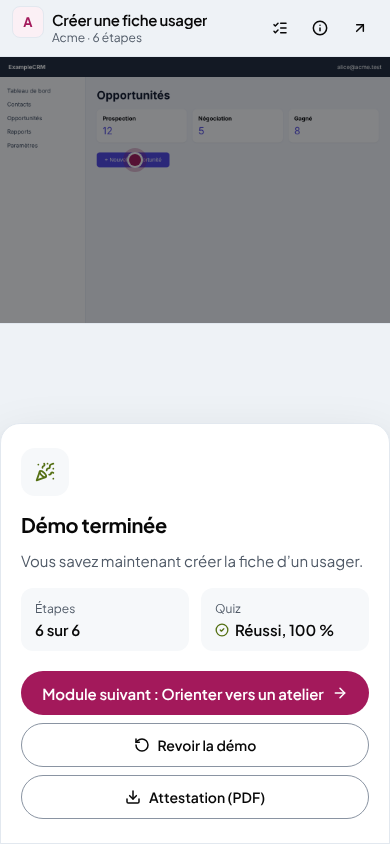 A
Créer une fiche usager
Acme · 6 étapes
ExampleCRM
alice@acme.test
Tableau de bord
Contacts
Opportunités
Rapports
Paramètres
Opportunités
Prospection
12
Négociation
5
Gagné
8
Démo terminée
Vous savez maintenant créer la fiche d'un usager.
Étapes
6 sur 6
Quiz
Réussi, 100 %
Module suivant : Orienter vers un atelier
Revoir la démo
Attestation (PDF)